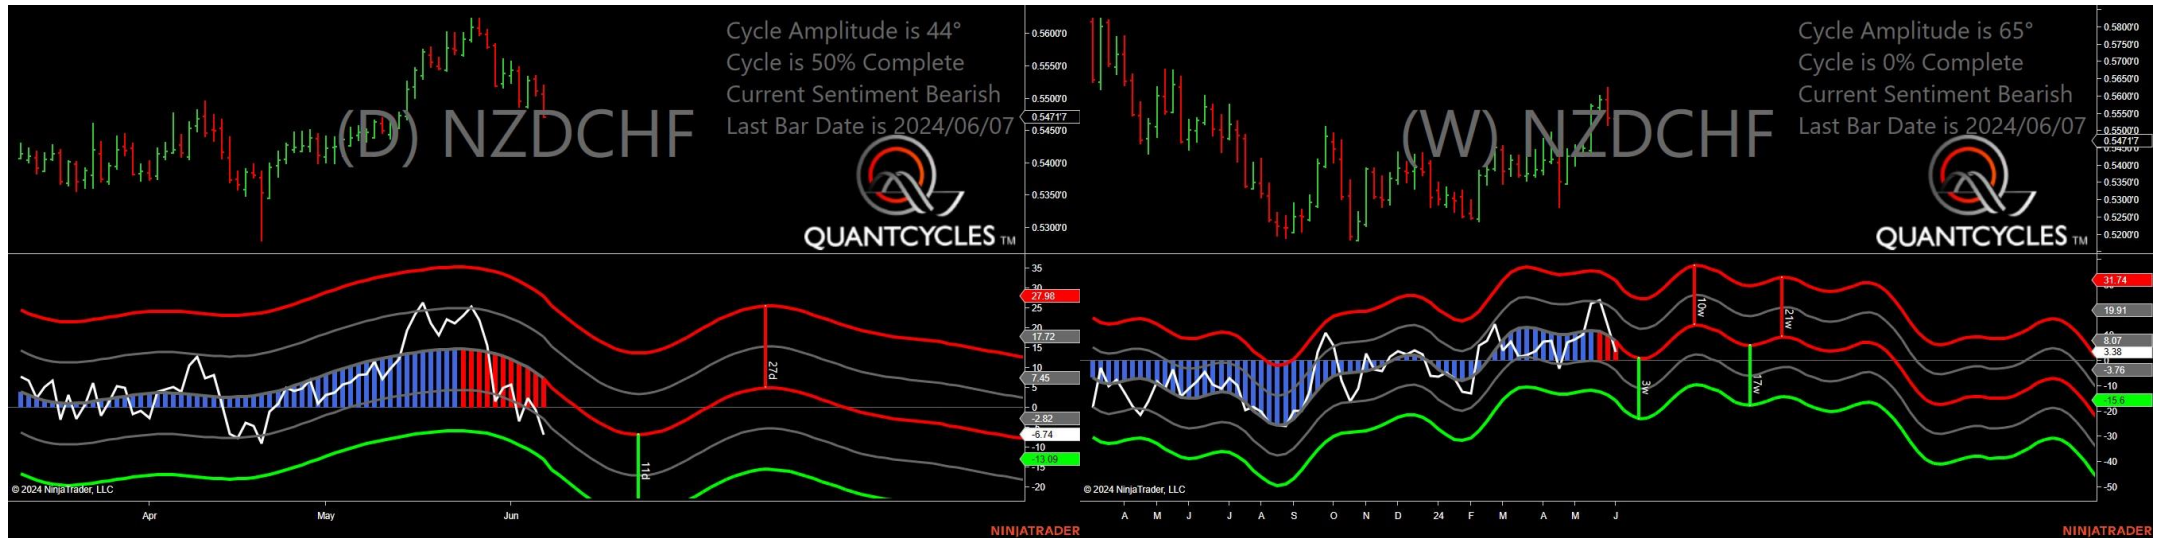 Cycle Amplitude is 44°
Cycle is 50% Complete
Current Sentiment Bearish
Last Bar Date is 2024/06/07
(D) NZDCHF
QUANTCYCLES TM
0.5600'0
0.5550'0
0.5500'0
0.5471'7
0.5450'0
0.5400'0
0.5350'0
0.5300'0
35
30
27.98
25
20
17.72
15
10
7.45
5
0
-2.82
-6.74
-10
-13.09
-15
-20
27d
11d
© 2024 NinjaTrader, LLC
Apr May Jun
NINJATRADER
Cycle Amplitude is 65°
Cycle is 0% Complete
Current Sentiment Bearish
Last Bar Date is 2024/06/07
(W) NZDCHF
QUANTCYCLES TM
0.5800'0
0.5750'0
0.5700'0
0.5650'0
0.5600'0
0.5550'0
0.5500'0
0.5471'7
0.5450'0
0.5400'0
0.5350'0
0.5300'0
0.5250'0
0.5200'0
31.74
19.91
10
8.07
3.38
0
-3.76
-10
-15.6
-20
-30
-40
-50
10w
21w
3w
17w
© 2024 NinjaTrader, LLC
A M J J A S O N D 24 F M A M J
NINJATRADER